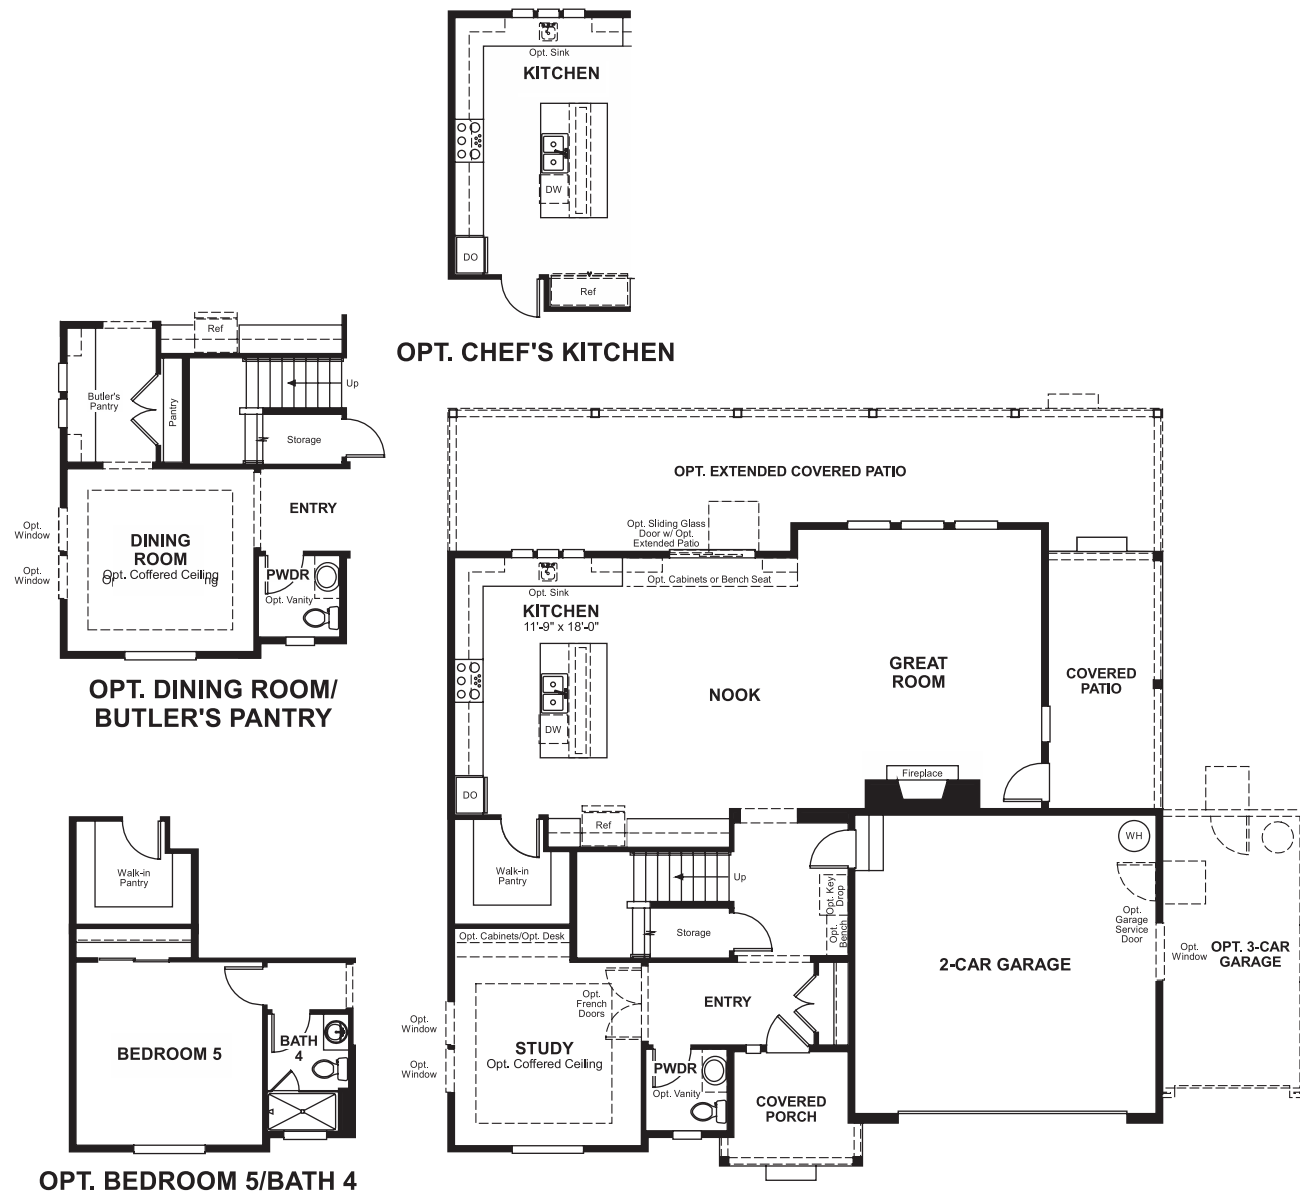 Opt. Sink
KITCHEN
DW
DO
Ref
OPT. CHEF'S KITCHEN
Ref
Up
Butler's
Pantry
Pantry
Storage
ENTRY
Opt.
Window
DINING
ROOM
Opt. Coffered Ceiling
Opt.
Window
PWDR
Opt. Vanity
OPT. DINING ROOM/
BUTLER'S PANTRY
Walk-in
Pantry
BEDROOM 5
BATH
4
OPT. BEDROOM 5/BATH 4
OPT. EXTENDED COVERED PATIO
Opt. Sliding Glass
Door w/ Opt.
Extended Patio
Opt. Cabinets or Bench Seat
Opt. Sink
KITCHEN
11'-9" x 18'-0"
GREAT
ROOM
COVERED
PATIO
NOOK
DW
DO
Fireplace
Ref
WH
Walk-in
Pantry
Up
Opt. Key
Drop
Opt.
Bench
Storage
Opt. Cabinets/Opt. Desk
Opt.
Garage
Service
Door
Opt.
Window
OPT. 3-CAR
GARAGE
2-CAR GARAGE
Opt.
French
Doors
ENTRY
Opt.
Window
STUDY
Opt. Coffered Ceiling
Opt.
Window
PWDR
Opt. Vanity
COVERED
PORCH